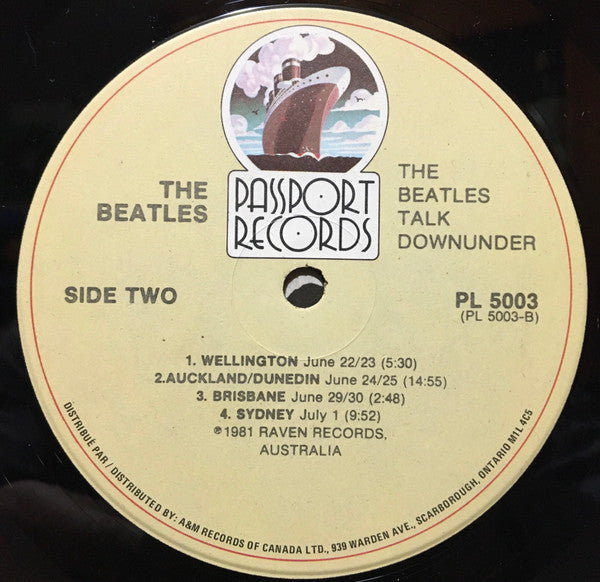 PASSPORT
RECORDS
THE
BEATLES
THE
BEATLES
TALK
DOWNUNDER
SIDE TWO
PL 5003
(PL 5003-B)
1. WELLINGTON June 22/23 (5:30)
2.AUCKLAND/DUNEDIN June 24/25 (14:55)
3. BRISBANE June 29/30 (2:48)
4. SYDNEY July 1 (9:52)
℗1981 RAVEN RECORDS,
AUSTRALIA
DISTRIBUÉ PAR / DISTRIBUTED BY: A&M RECORDS OF CANADA LTD., 939 WARDEN AVE., SCARBOROUGH, ONTARIO M1L 4C5